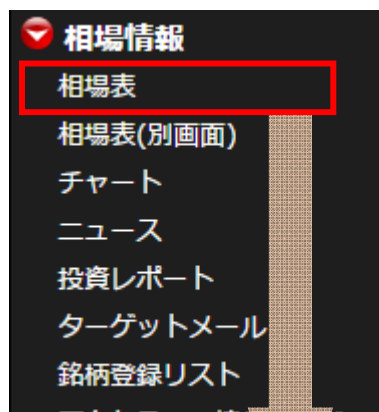 相場情報
相場表
相場表(別画面)
チャート
ニュース
投資レポート
ターゲットメール
銘柄登録リスト